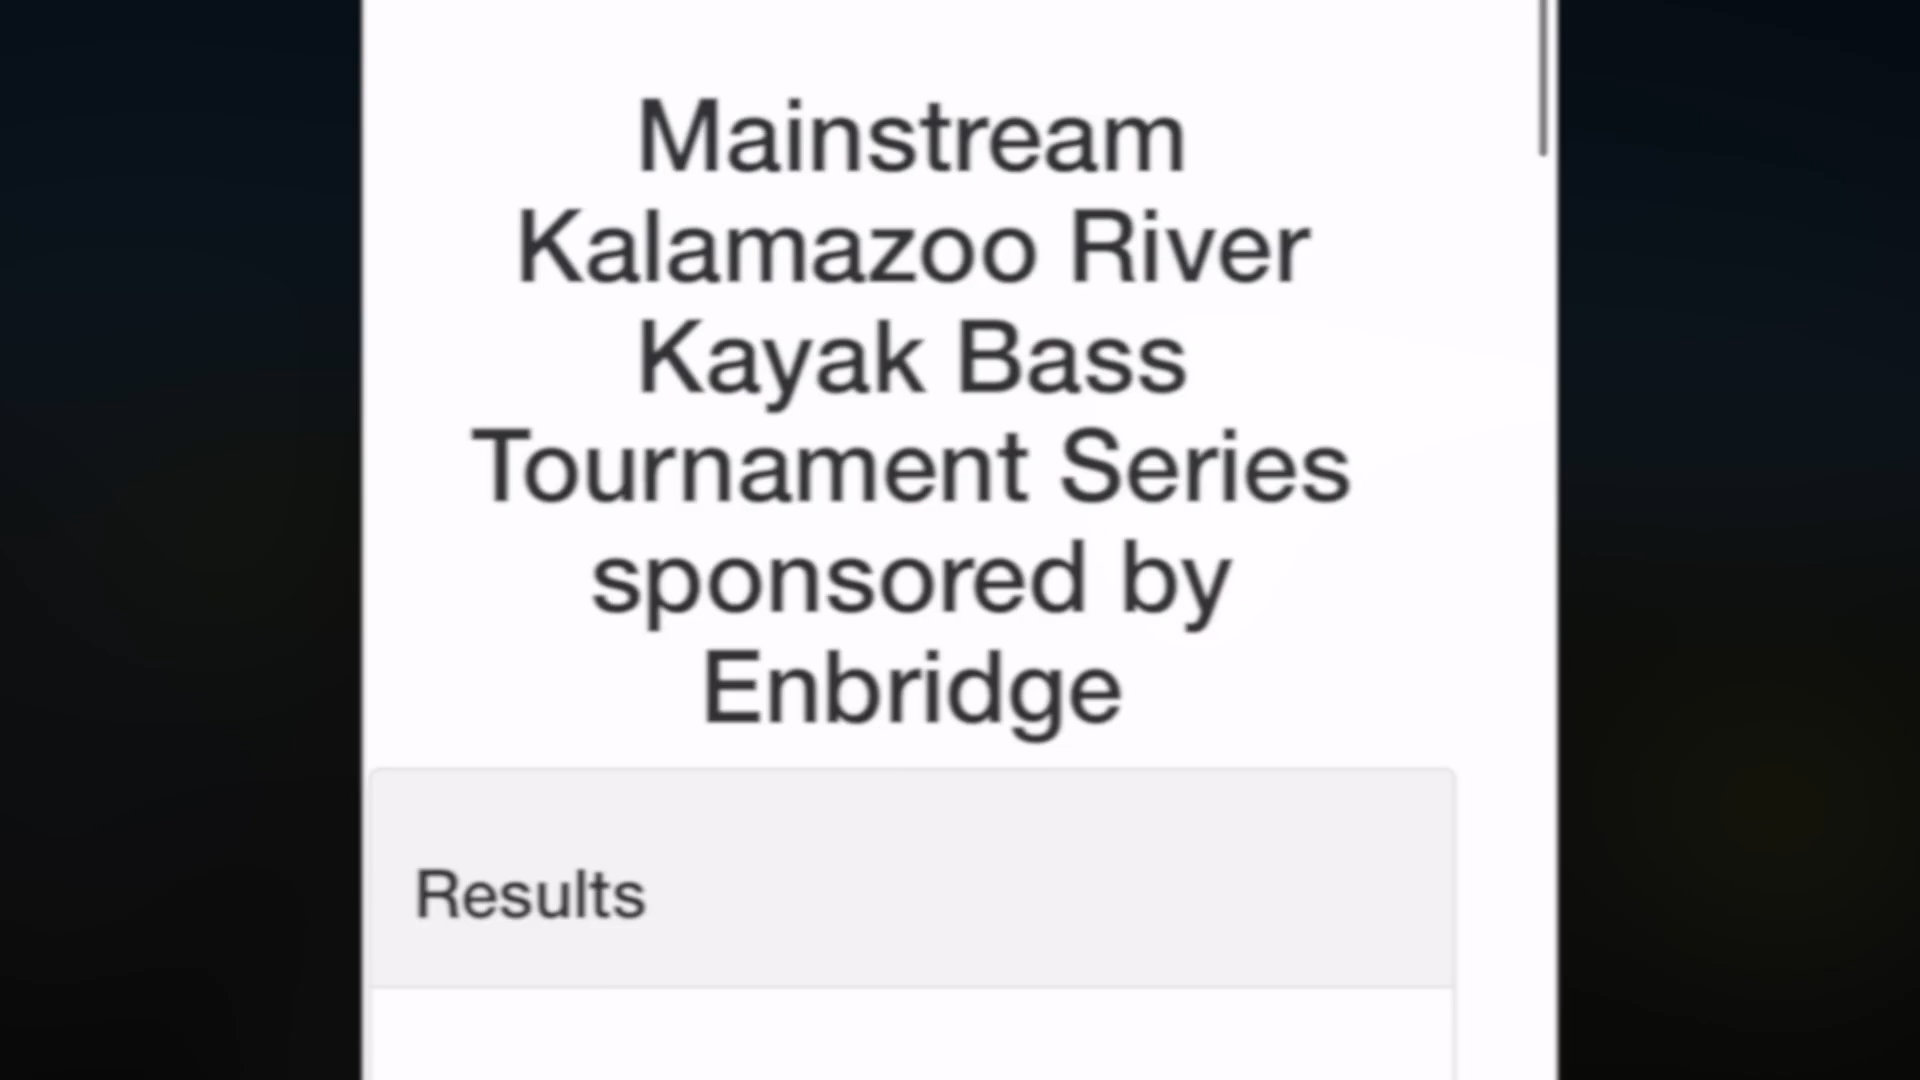 Mainstream
Kalamazoo River
Kayak Bass
Tournament Series
sponsored by
Enbridge
Results